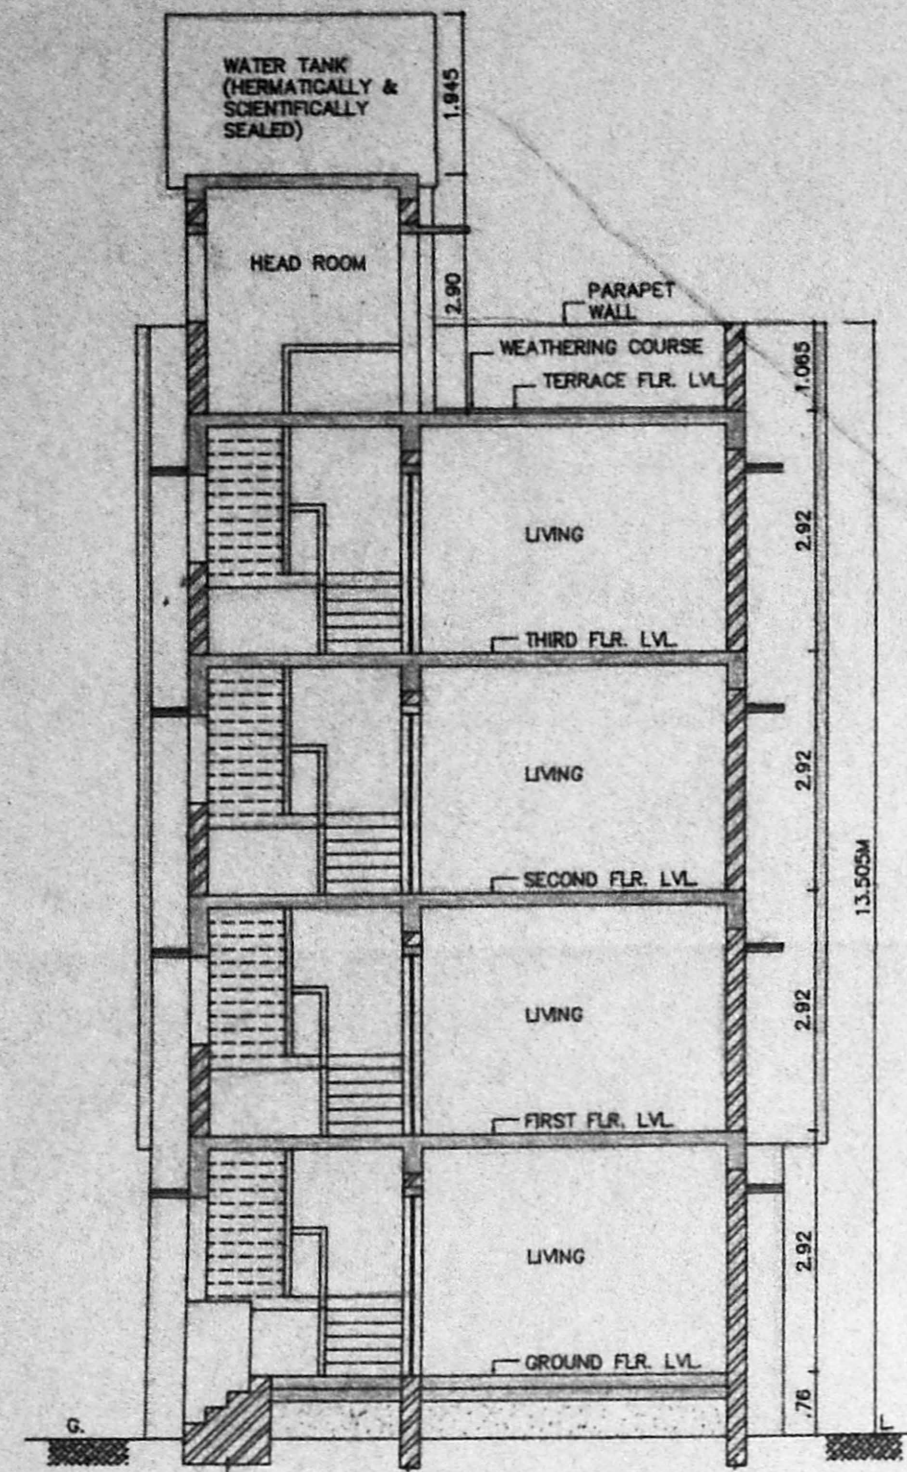 WATER TANK
(HERMATICALLY &
SCIENTIFICALLY
SEALED)
1.945
HEAD ROOM
2.90
PARAPET
WALL
WEATHERING COURSE
TERRACE FLR. LVL.
1.065
LIVING
2.92
THIRD FLR. LVL.
LIVING
2.92
SECOND FLR. LVL.
13.505M
LIVING
2.92
FIRST FLR. LVL.
LIVING
2.92
GROUND FLR. LVL.
.76
G.
L